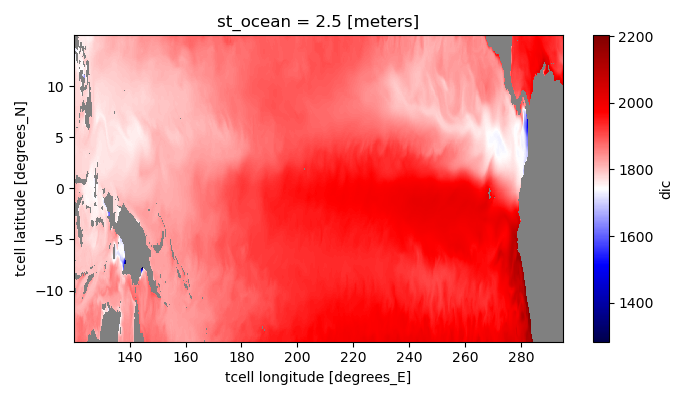 st_ocean = 2.5 [meters]
10
5
0
−5
−10
tcell latitude [degrees_N]
140 160 180 200 220 240 260 280
tcell longitude [degrees_E]
2200
2000
1800
1600
1400
dic